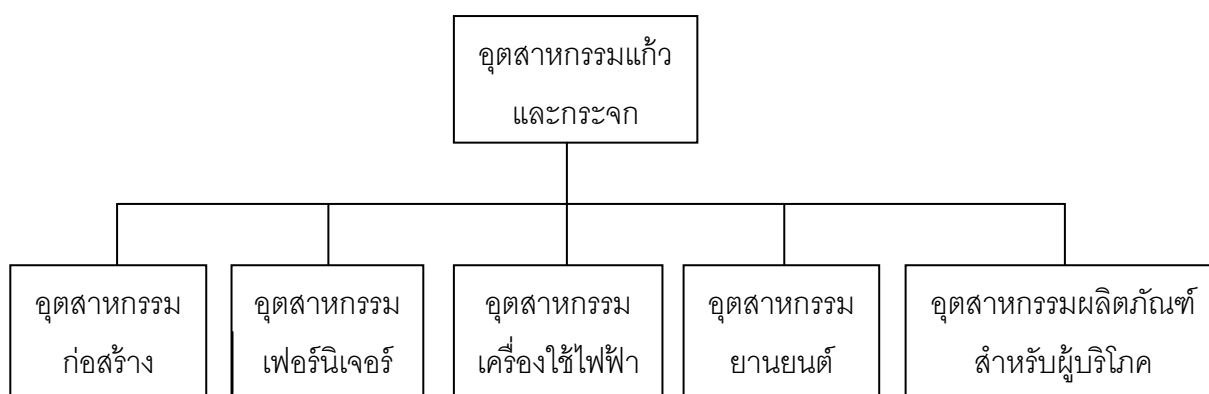 อุตสาหกรรมแก้ว
และกระจก
อุตสาหกรรม
ก่อสร้าง
อุตสาหกรรม
เฟอร์นิเจอร์
อุตสาหกรรม
เครื่องใช้ไฟฟ้า
อุตสาหกรรม
ยานยนต์
อุตสาหกรรมผลิตภัณฑ์
สำหรับผู้บริโภค